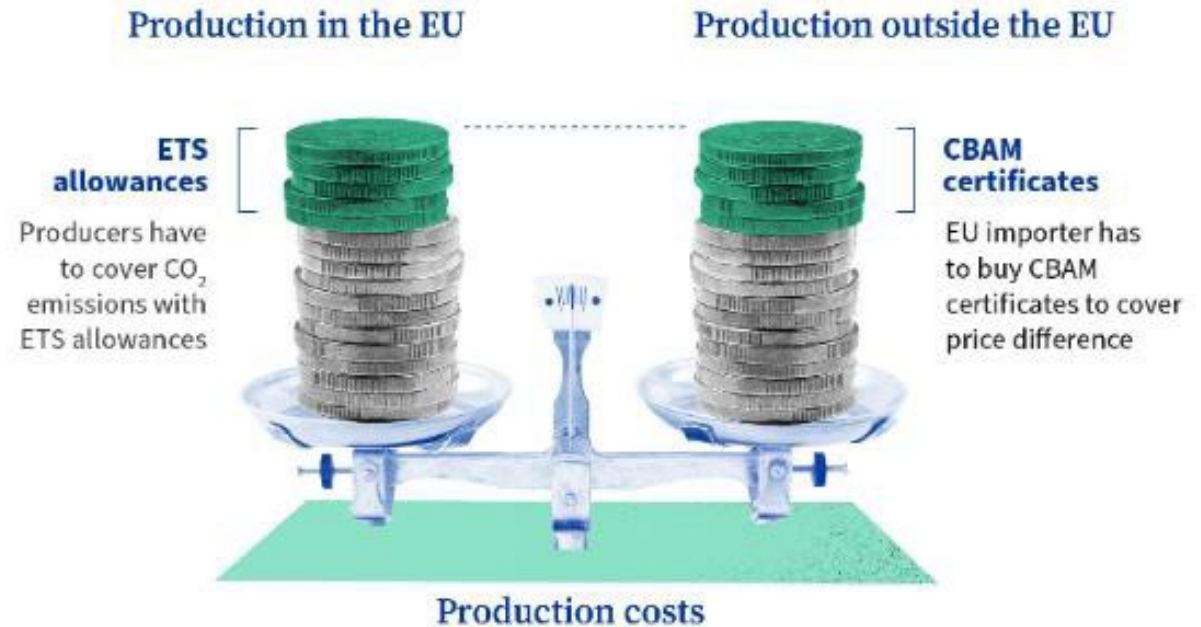 Production in the EU
Production outside the EU
ETS
allowances
Producers have
to cover CO₂
emissions with
ETS allowances
CBAM
certificates
EU importer has
to buy CBAM
certificates to cover
price difference
Production costs